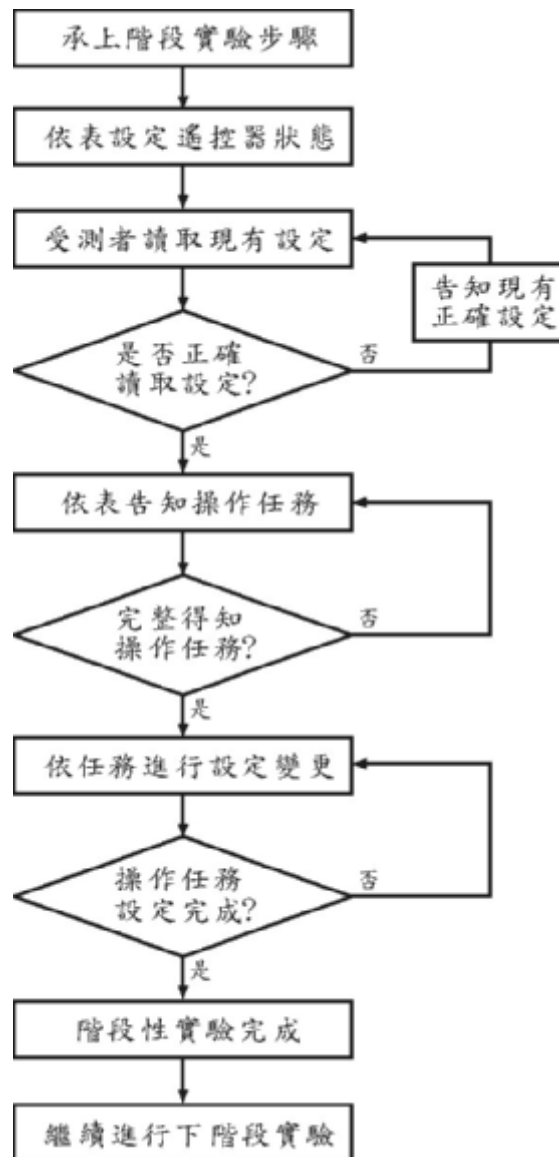 承上階段實驗步驟
依表設定遙控器狀態
受測者讀取現有設定
告知現有
正確設定
是否正確
讀取設定?
否
是
依表告知操作任務
完整得知
操作任務?
否
是
依任務進行設定變更
操作任務
設定完成?
否
是
階段性實驗完成
繼續進行下階段實驗